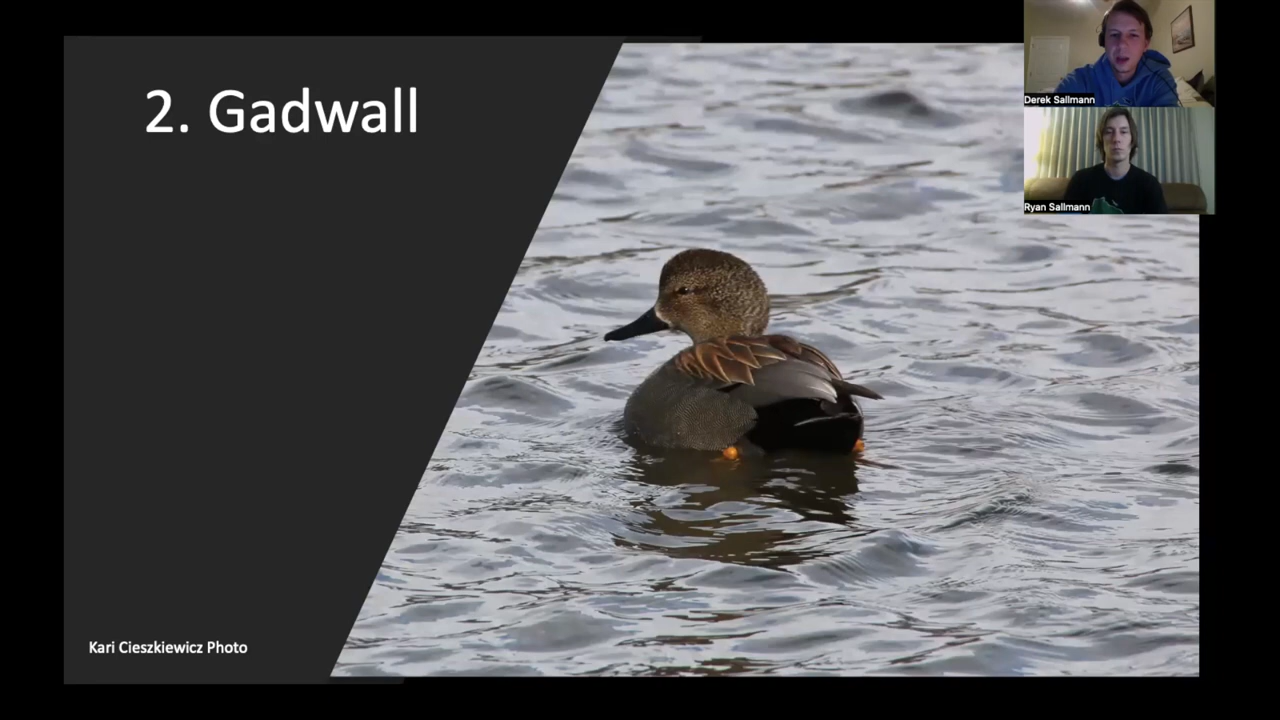 2. Gadwall
Derek Sallmann
Ryan Sallmann
Kari Cieszkiewicz Photo